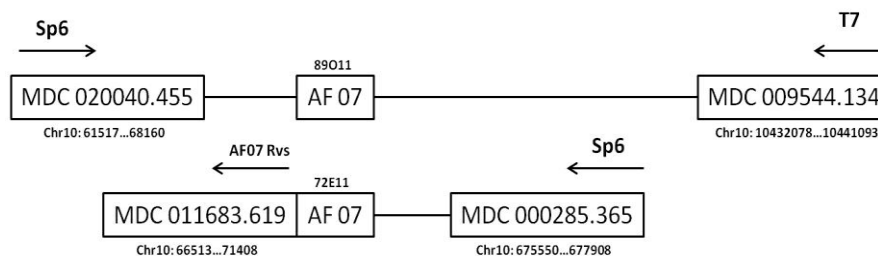 Sp6
T7
89O11
MDC 020040.455
AF 07
MDC 009544.134
Chr10: 61517...68160
Chr10: 10432078...10441093
AF07 Rvs
Sp6
72E11
MDC 011683.619
AF 07
MDC 000285.365
Chr10: 66513...71408
Chr10: 675550...677908